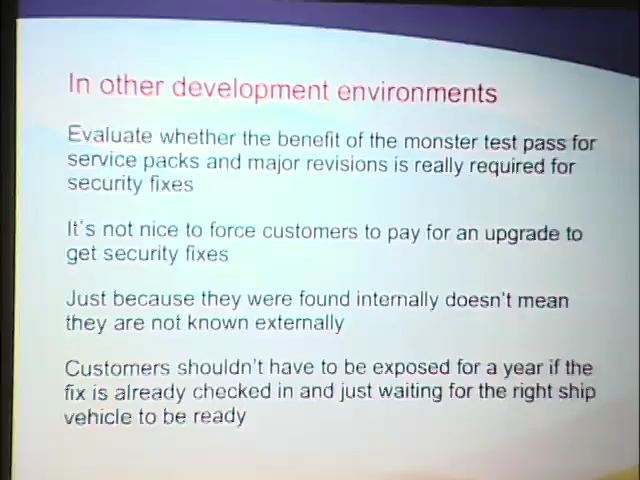 In other development environments
Evaluate whether the benefit of the monster test pass for
service packs and major revisions is really required for
security fixes
It's not nice to force customers to pay for an upgrade to
get security fixes
Just because they were found internally doesn't mean
they are not known externally
Customers shouldn't have to be exposed for a year if the
fix is already checked in and just waiting for the right ship
vehicle to be ready